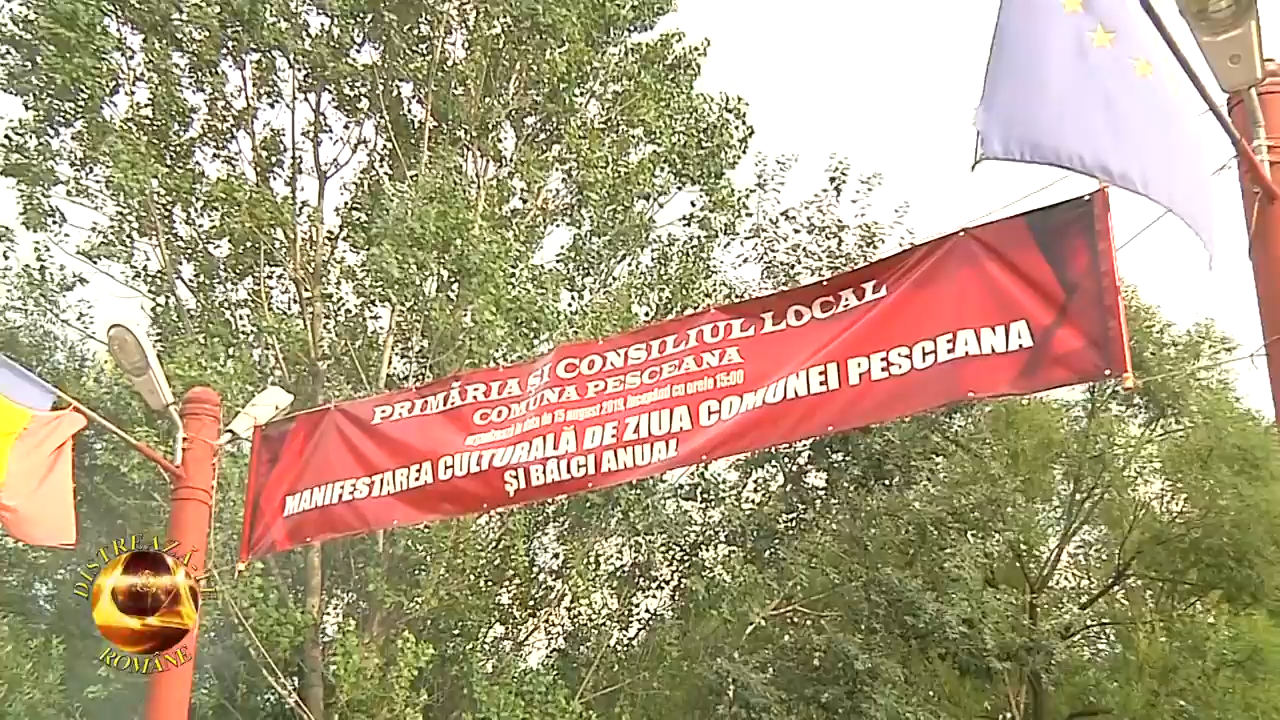 PRIMĂRIA ȘI CONSILIUL LOCAL
COMUNA PESCEANA
organizează în data de 15 august 2019, începând cu orele 15:00
MANIFESTAREA CULTURALĂ DE ZIUA COMUNEI PESCEANA
ȘI BÂLCI ANUAL
DISTREAZĂ-TE
ROMÂNE